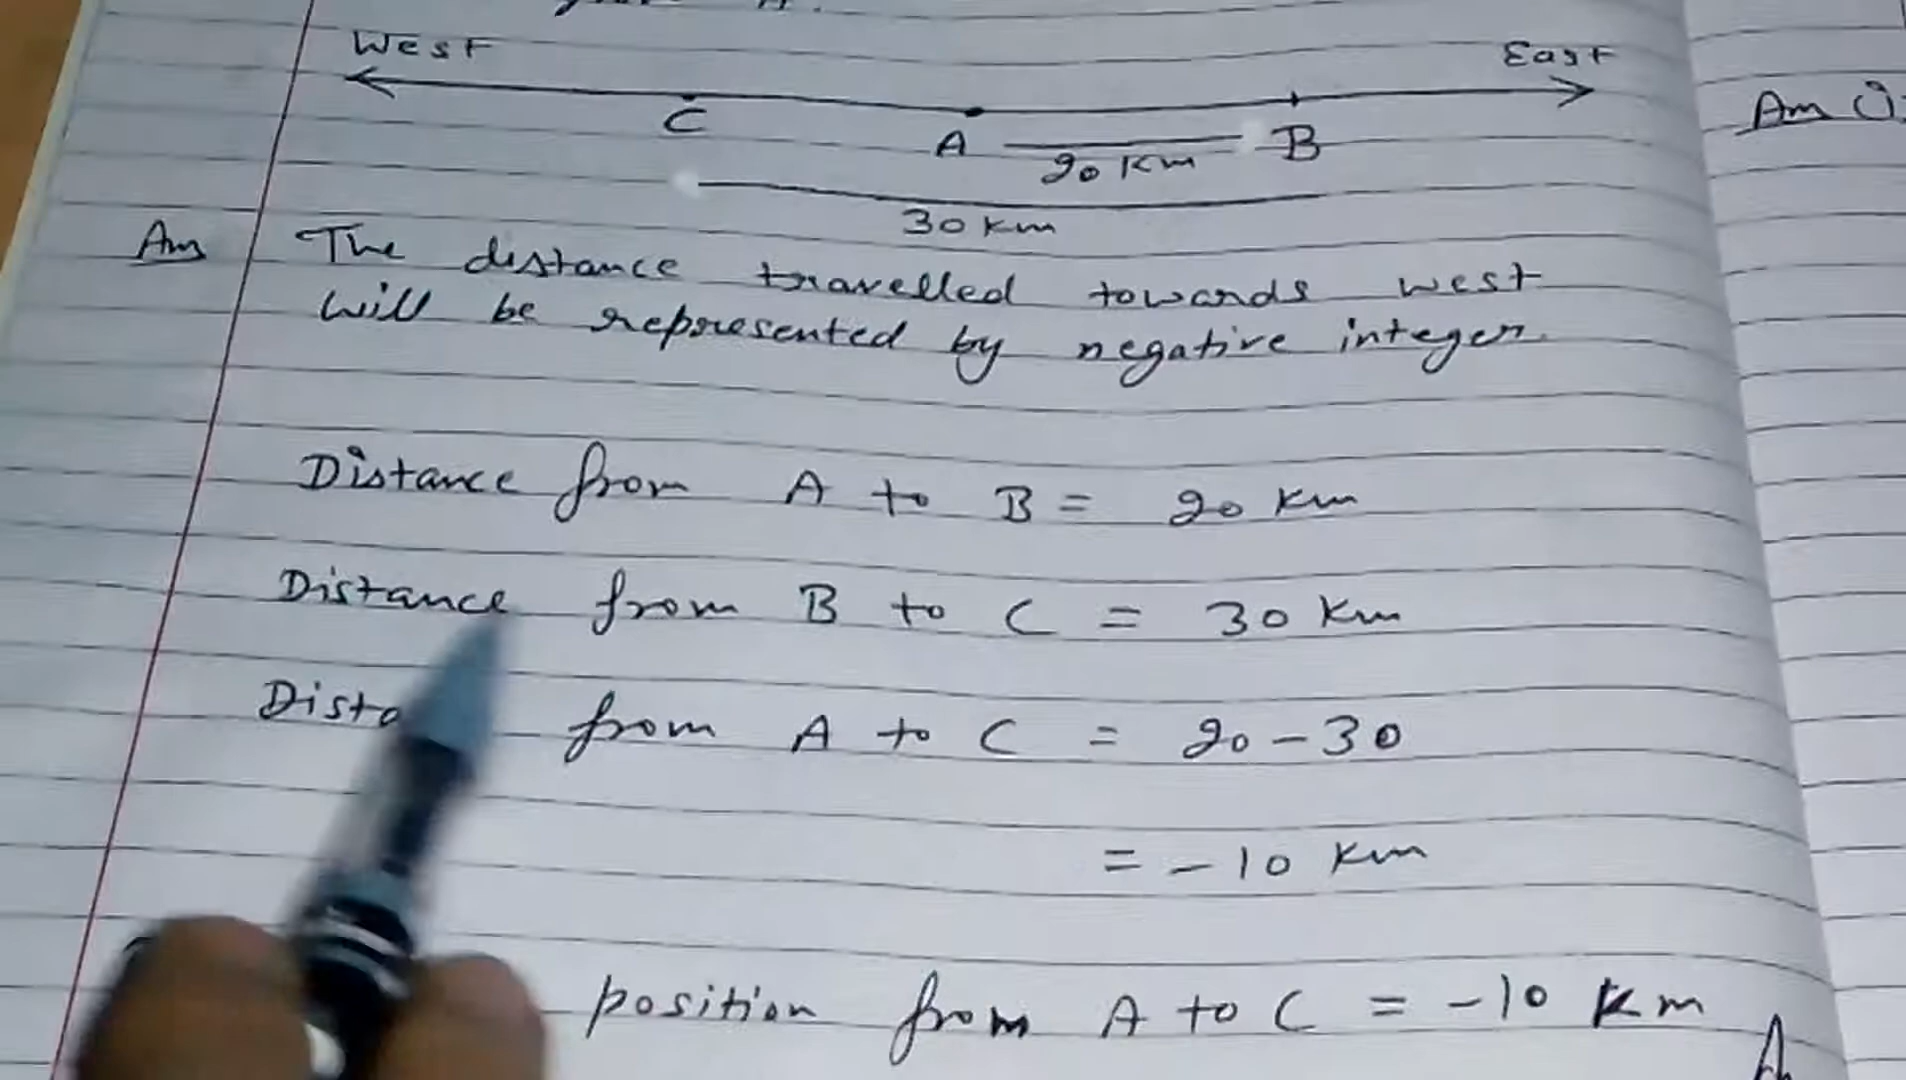 West East
C A B
20 Km
30 km
Ans The distance travelled towards west
will be represented by negative integer.
Distance from A to B = 20 Km
Distance from B to C = 30 Km
from A to C = 20 - 30
= - 10 Km
position from A to C = -10 Km
Ans